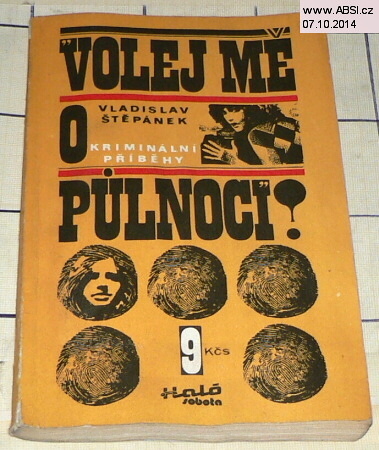 www.ABSI.cz
07.10.2014
"VOLEJ MĚ
VLADISLAV
ŠTĚPÁNEK
O
KRIMINÁLNÍ
PŘÍBĚHY
PŮLNOCI"?
9 Kčs
Haló
sobota